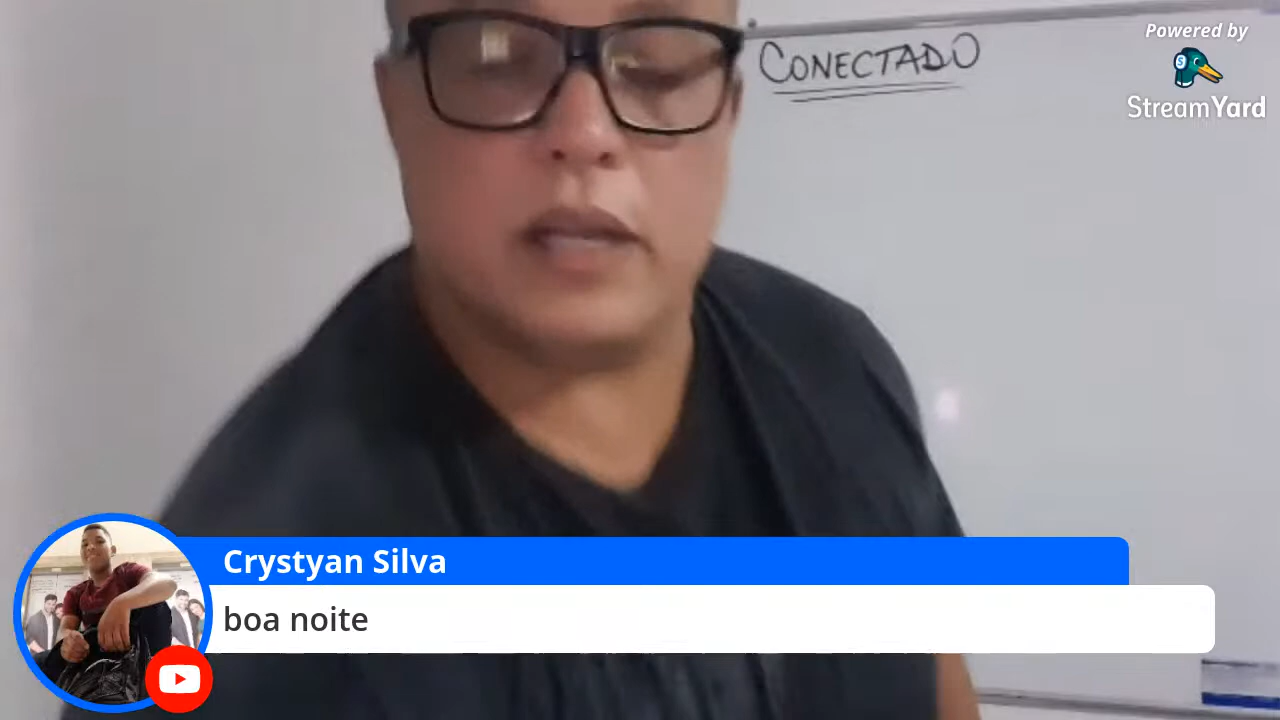 CONECTADO
Powered by
StreamYard
Crystyan Silva
boa noite